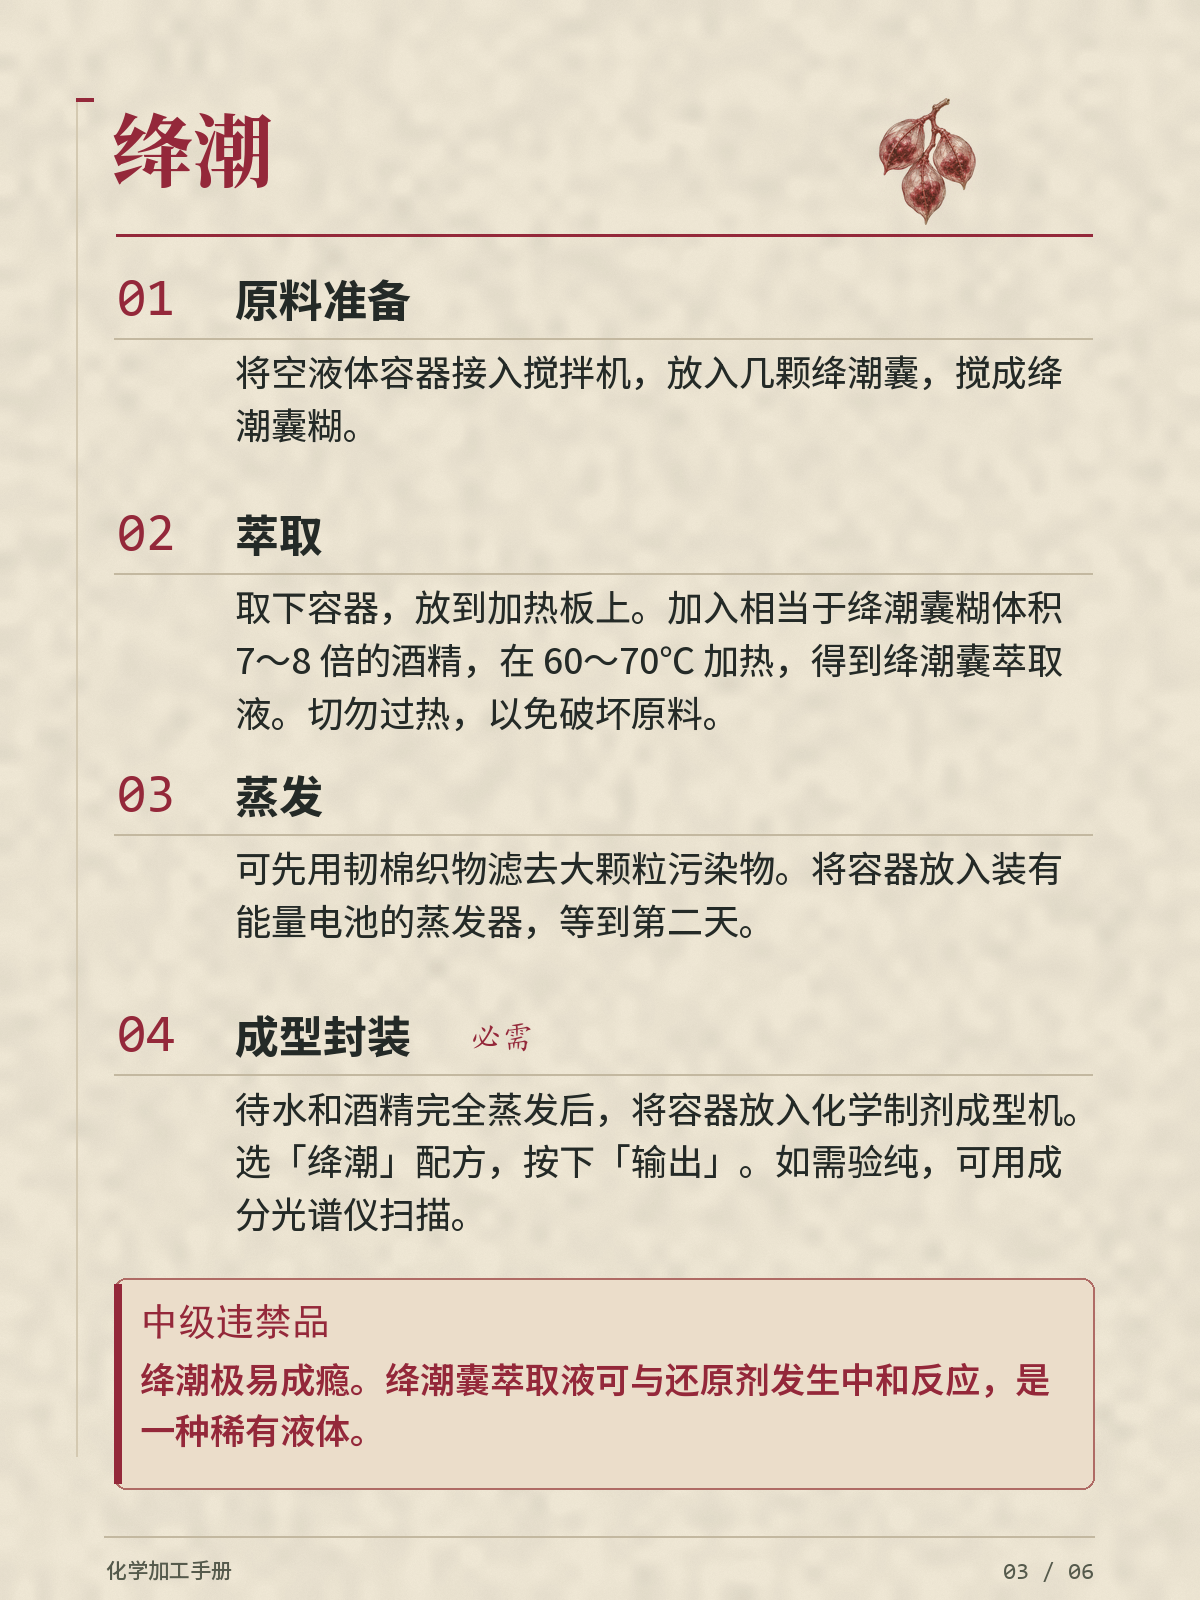 绛潮
01 原料准备
将空液体容器接入搅拌机，放入几颗绛潮囊，搅成绛
潮囊糊。
02 萃取
取下容器，放到加热板上。加入相当于绛潮囊糊体积
7～8 倍的酒精，在 60～70℃ 加热，得到绛潮囊萃取
液。切勿过热，以免破坏原料。
03 蒸发
可先用韧棉织物滤去大颗粒污染物。将容器放入装有
能量电池的蒸发器，等到第二天。
04 成型封装 必需
待水和酒精完全蒸发后，将容器放入化学制剂成型机。
选「绛潮」配方，按下「输出」。如需验纯，可用成
分光谱仪扫描。
中级违禁品
绛潮极易成瘾。绛潮囊萃取液可与还原剂发生中和反应，是
一种稀有液体。
化学加工手册 03 / 06